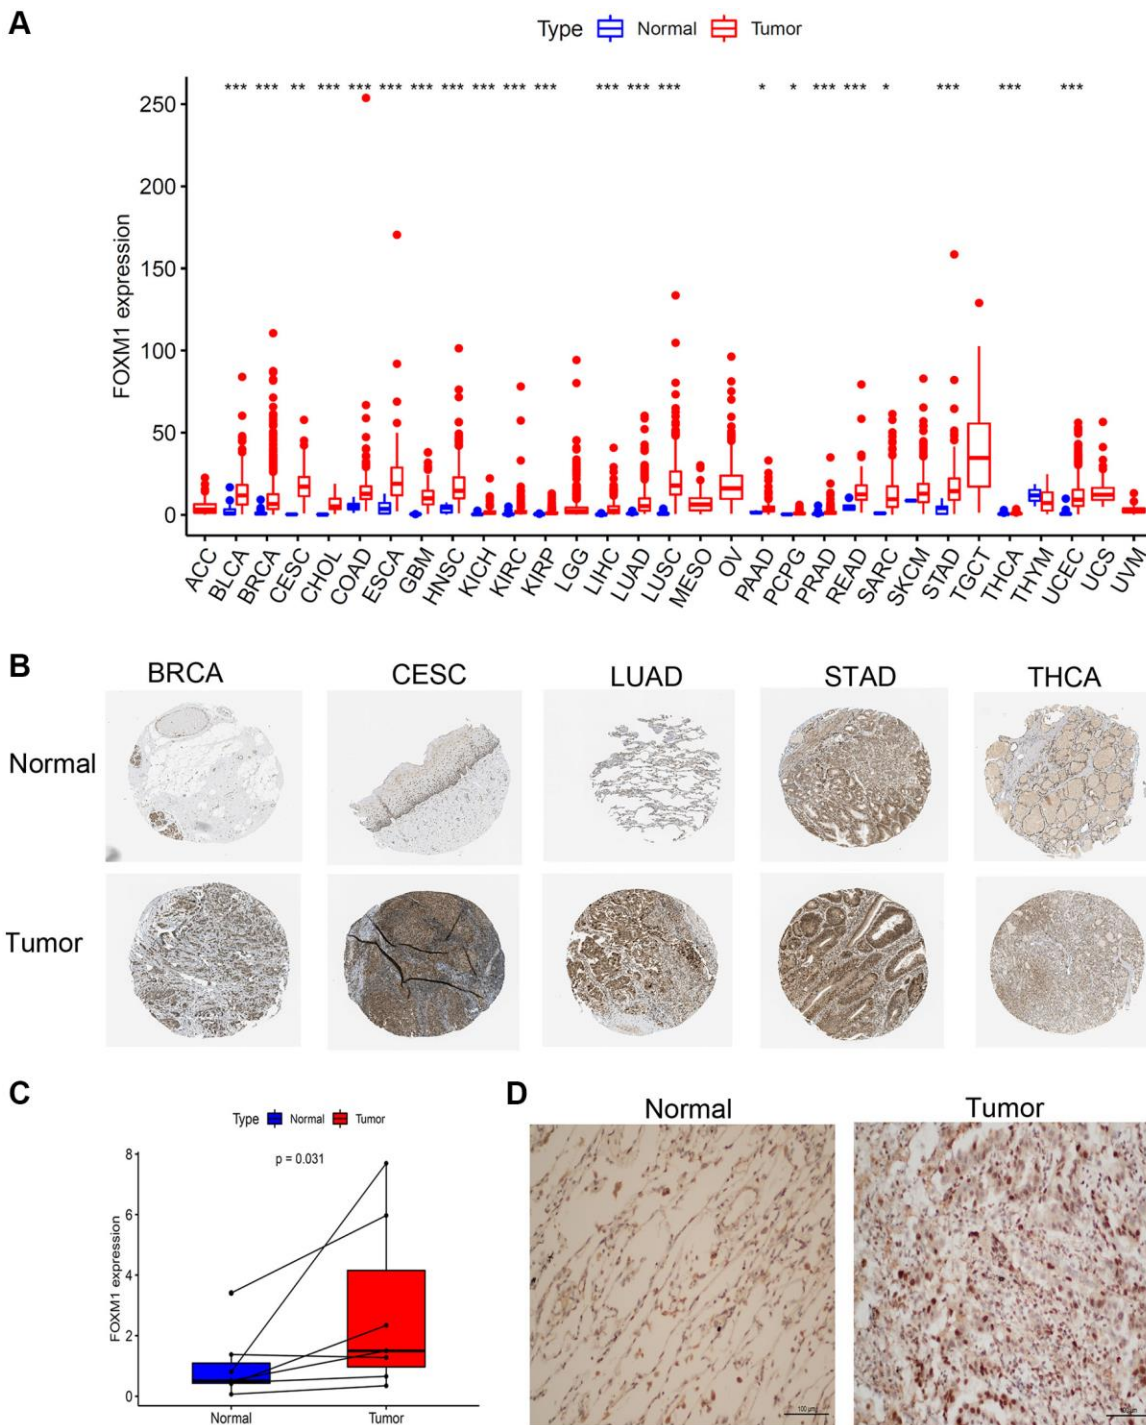 A
Type Normal Tumor
*** *** ** *** *** *** *** *** *** *** *** *** *** *** * * *** *** * *** *** ***
FOXM1 expression
250
200
150
100
50
0
ACC BLCA BRCA CESC CHOL COAD ESCA GBM HNSC KICH KIRC KIRP LGG LIHC LUAD LUSC MESO OV PAAD PCPG PRAD READ SARC SKCM STAD TGCT THCA THYM UCEC UCS UVM
B
BRCA CESC LUAD STAD THCA
Normal
Tumor
C
Type Normal Tumor
p = 0.031
FOXM1 expression
8
6
4
2
0
Normal Tumor
D
Normal Tumor
100 µm